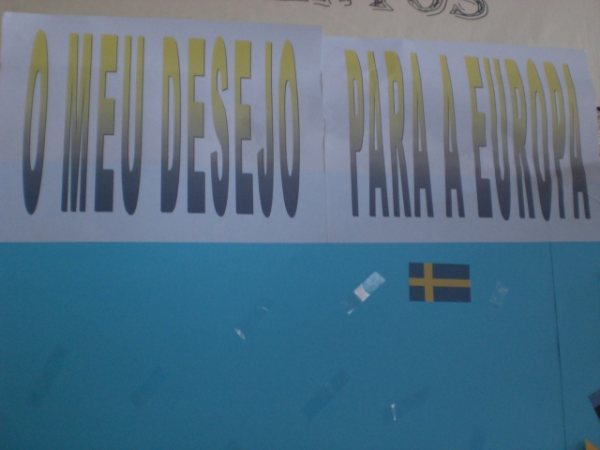 O MEU DESEJO PARA A EUROPA